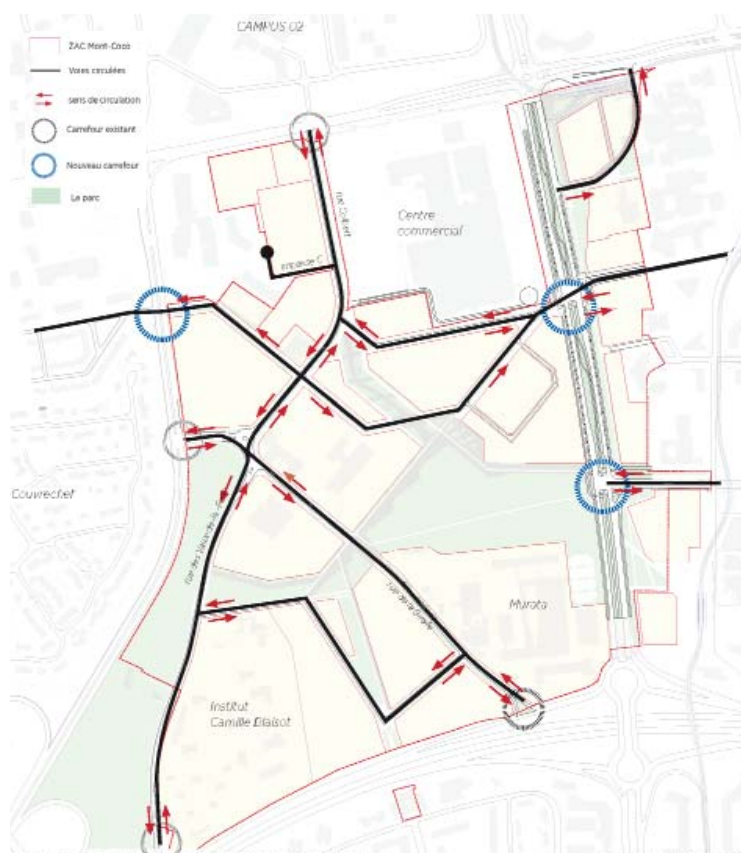 CAMPUS 02
ZAC Mont-Coco
Voies circulées
sens de circulation
Carrefour existant
Nouveau carrefour
Le parc
Centre
commercial
Couvrechef
Murata
Institut
Camille Blaisot